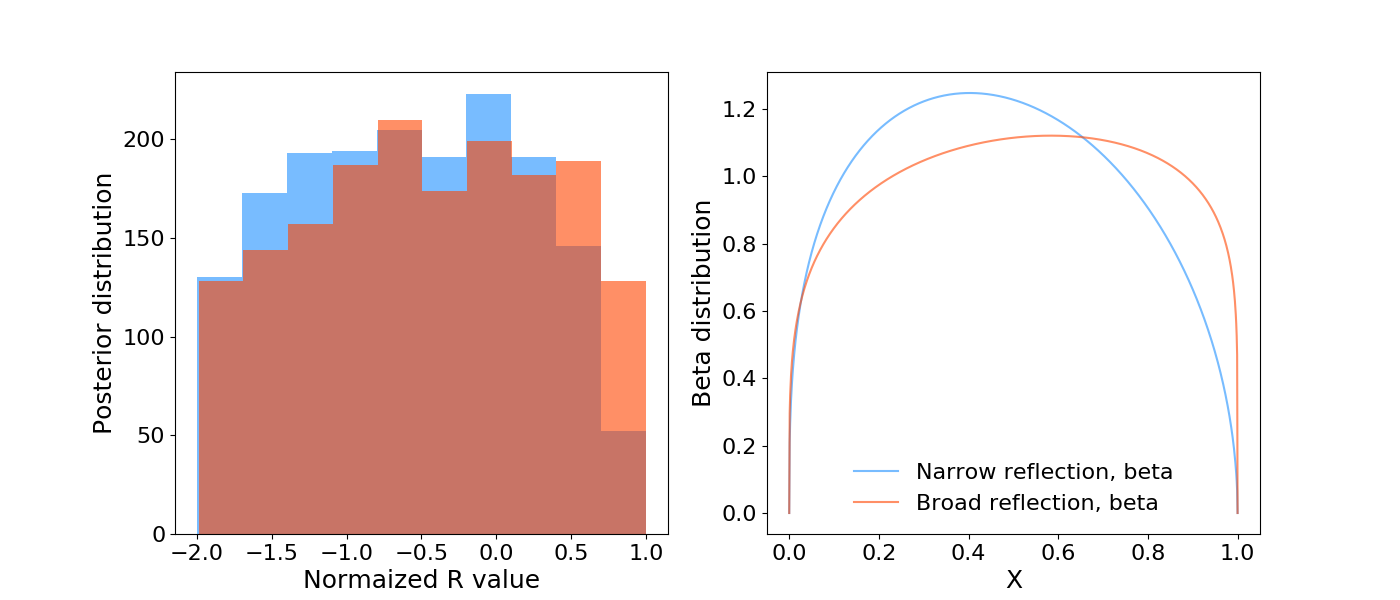 Posterior distribution
200
150
100
50
0
−2.0 −1.5 −1.0 −0.5 0.0 0.5 1.0
Normaized R value
Beta distribution
1.2
1.0
0.8
0.6
0.4
0.2
0.0
Narrow reflection, beta
Broad reflection, beta
0.0 0.2 0.4 0.6 0.8 1.0
X